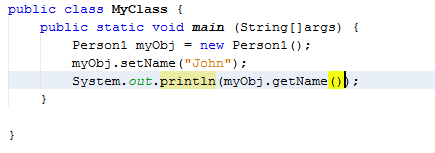 public class MyClass {
    public static void main (String[]args) {
        Person1 myObj = new Person1();
        myObj.setName("John");
        System.out.println(myObj.getName());
    }
}